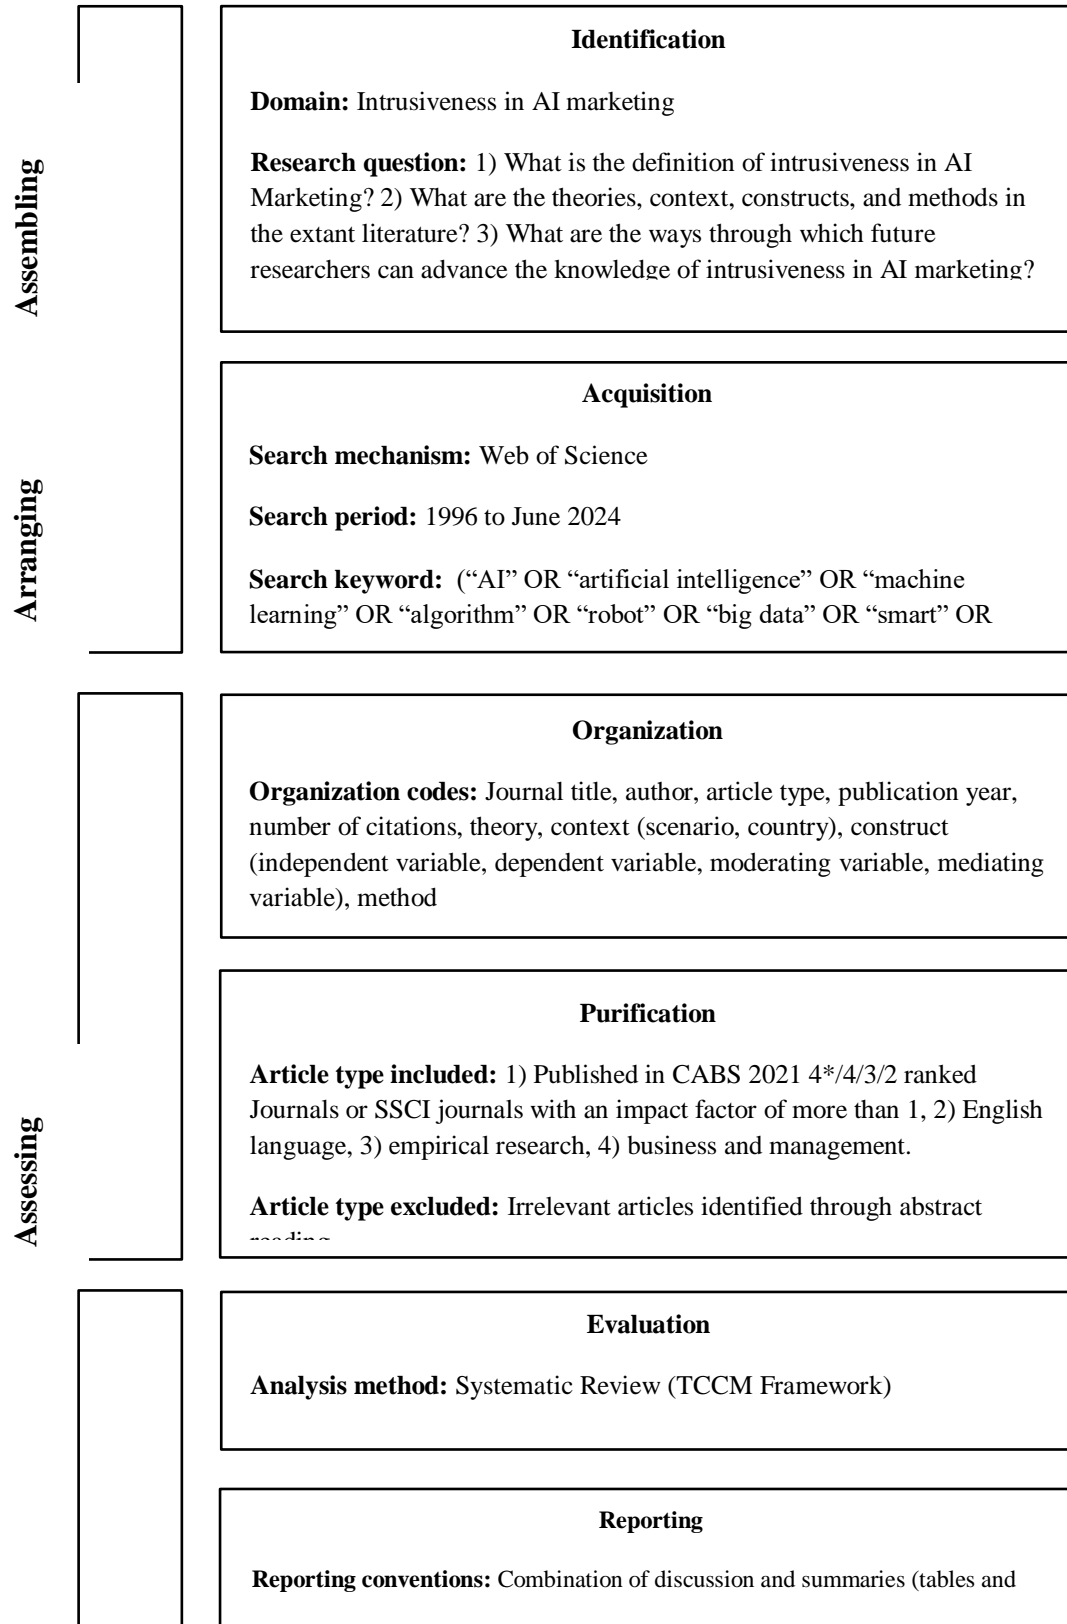 Assembling
Identification
Domain: Intrusiveness in AI marketing
Research question: 1) What is the definition of intrusiveness in AI
Marketing? 2) What are the theories, context, constructs, and methods in
the extant literature? 3) What are the ways through which future
researchers can advance the knowledge of intrusiveness in AI marketing?
Arranging
Acquisition
Search mechanism: Web of Science
Search period: 1996 to June 2024
Search keyword: (“AI” OR “artificial intelligence” OR “machine
learning” OR “algorithm” OR “robot” OR “big data” OR “smart” OR
Organization
Organization codes: Journal title, author, article type, publication year,
number of citations, theory, context (scenario, country), construct
(independent variable, dependent variable, moderating variable, mediating
variable), method
Assessing
Purification
Article type included: 1) Published in CABS 2021 4*/4/3/2 ranked
Journals or SSCI journals with an impact factor of more than 1, 2) English
language, 3) empirical research, 4) business and management.
Article type excluded: Irrelevant articles identified through abstract
reading
Evaluation
Analysis method: Systematic Review (TCCM Framework)
Reporting
Reporting conventions: Combination of discussion and summaries (tables and